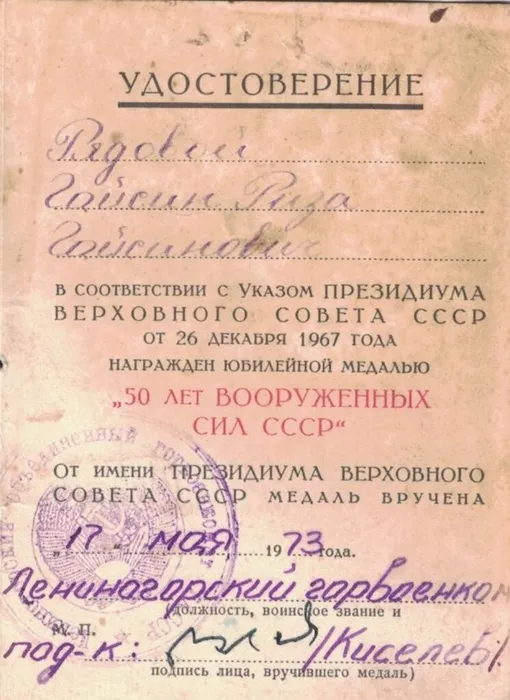 УДОСТОВЕРЕНИЕ
Рядовой
Гайсин Риза
Гайсинович
В СООТВЕТСТВИИ С УКАЗОМ ПРЕЗИДИУМА
ВЕРХОВНОГО СОВЕТА СССР
ОТ 26 ДЕКАБРЯ 1967 ГОДА
НАГРАЖДЕН ЮБИЛЕЙНОЙ МЕДАЛЬЮ
„50 ЛЕТ ВООРУЖЕННЫХ
СИЛ СССР“
ОТ ИМЕНИ ПРЕЗИДИУМА ВЕРХОВНОГО
СОВЕТА СССР МЕДАЛЬ ВРУЧЕНА
„17 " мая 1973 года.
Лениногорский горвоенком
(должность, воинское звание и
М. П.
под-к: /Киселев/
подпись лица, вручившего медаль)
ОБЪЕДИНЕННЫЙ
СССР